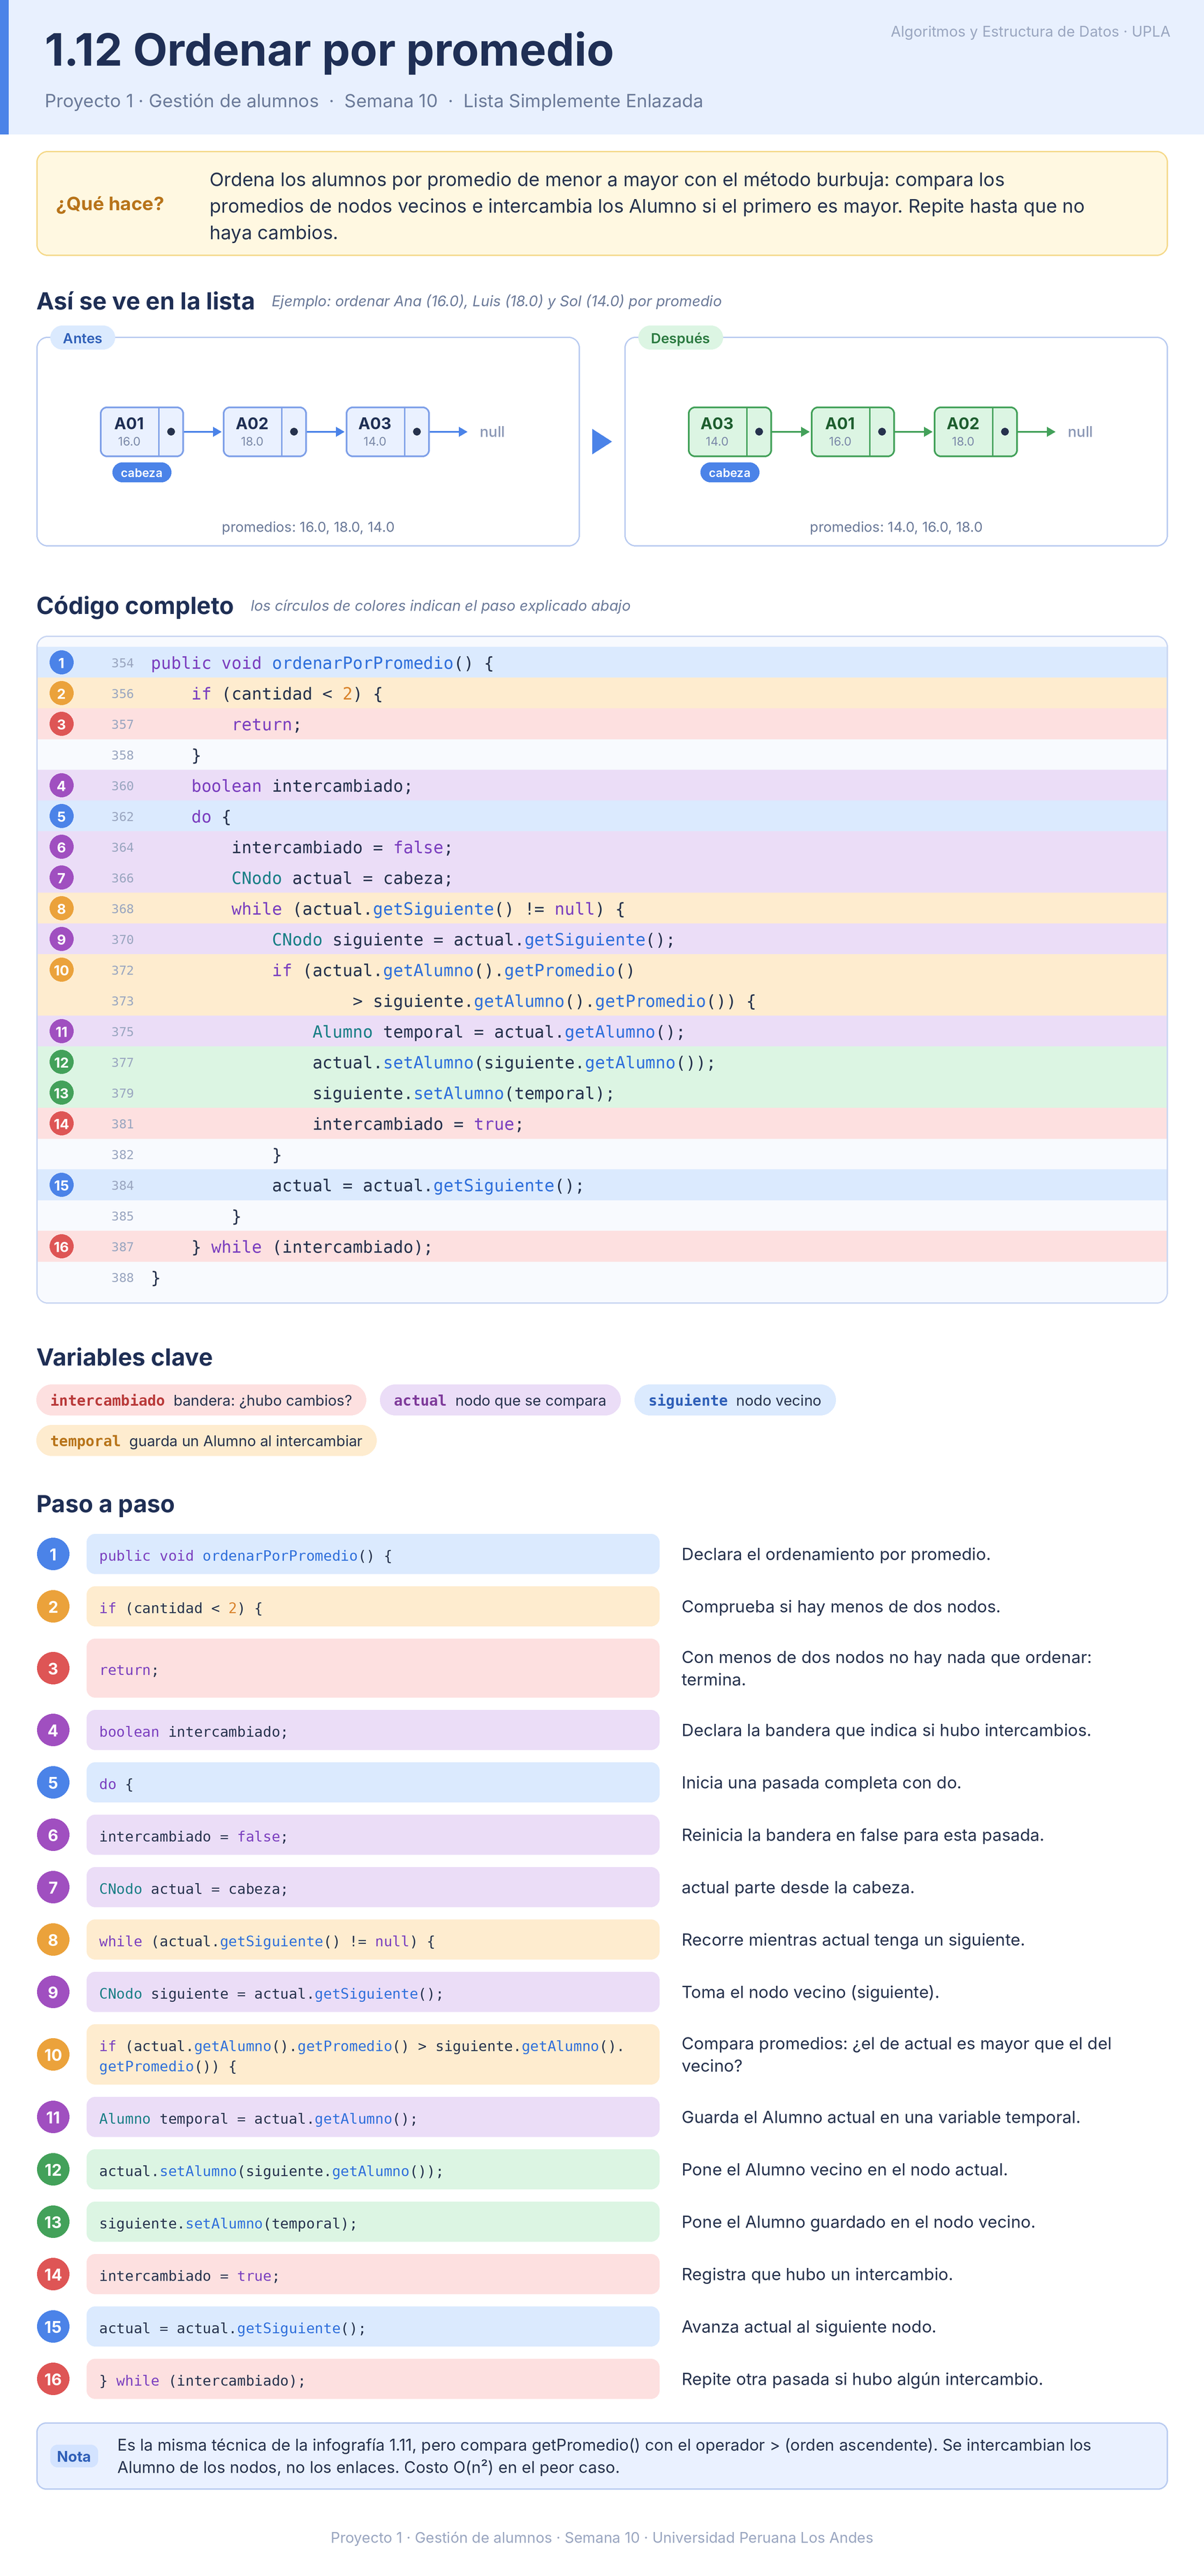 1.12 Ordenar por promedio
Algoritmos y Estructura de Datos · UPLA
Proyecto 1 · Gestión de alumnos · Semana 10 · Lista Simplemente Enlazada
¿Qué hace?
Ordena los alumnos por promedio de menor a mayor con el método burbuja: compara los
promedios de nodos vecinos e intercambia los Alumno si el primero es mayor. Repite hasta que no
haya cambios.
Así se ve en la lista Ejemplo: ordenar Ana (16.0), Luis (18.0) y Sol (14.0) por promedio
Antes
A01 A02 A03 null
16.0 18.0 14.0
cabeza
promedios: 16.0, 18.0, 14.0
Después
A03 A01 A02 null
14.0 16.0 18.0
cabeza
promedios: 14.0, 16.0, 18.0
Código completo los círculos de colores indican el paso explicado abajo
1 354 public void ordenarPorPromedio() {
2 356 if (cantidad < 2) {
3 357 return;
358 }
4 360 boolean intercambiado;
5 362 do {
6 364 intercambiado = false;
7 366 CNodo actual = cabeza;
8 368 while (actual.getSiguiente() != null) {
9 370 CNodo siguiente = actual.getSiguiente();
10 372 if (actual.getAlumno().getPromedio()
373 > siguiente.getAlumno().getPromedio()) {
11 375 Alumno temporal = actual.getAlumno();
12 377 actual.setAlumno(siguiente.getAlumno());
13 379 siguiente.setAlumno(temporal);
14 381 intercambiado = true;
382 }
15 384 actual = actual.getSiguiente();
385 }
16 387 } while (intercambiado);
388 }
Variables clave
intercambiado bandera: ¿hubo cambios? actual nodo que se compara siguiente nodo vecino
temporal guarda un Alumno al intercambiar
Paso a paso
1 public void ordenarPorPromedio() { Declara el ordenamiento por promedio.
2 if (cantidad < 2) { Comprueba si hay menos de dos nodos.
3 return; Con menos de dos nodos no hay nada que ordenar:
termina.
4 boolean intercambiado; Declara la bandera que indica si hubo intercambios.
5 do { Inicia una pasada completa con do.
6 intercambiado = false; Reinicia la bandera en false para esta pasada.
7 CNodo actual = cabeza; actual parte desde la cabeza.
8 while (actual.getSiguiente() != null) { Recorre mientras actual tenga un siguiente.
9 CNodo siguiente = actual.getSiguiente(); Toma el nodo vecino (siguiente).
10 if (actual.getAlumno().getPromedio() > siguiente.getAlumno(). Compara promedios: ¿el de actual es mayor que el del
getPromedio()) { vecino?
11 Alumno temporal = actual.getAlumno(); Guarda el Alumno actual en una variable temporal.
12 actual.setAlumno(siguiente.getAlumno()); Pone el Alumno vecino en el nodo actual.
13 siguiente.setAlumno(temporal); Pone el Alumno guardado en el nodo vecino.
14 intercambiado = true; Registra que hubo un intercambio.
15 actual = actual.getSiguiente(); Avanza actual al siguiente nodo.
16 } while (intercambiado); Repite otra pasada si hubo algún intercambio.
Nota
Es la misma técnica de la infografía 1.11, pero compara getPromedio() con el operador > (orden ascendente). Se intercambian los
Alumno de los nodos, no los enlaces. Costo O(n²) en el peor caso.
Proyecto 1 · Gestión de alumnos · Semana 10 · Universidad Peruana Los Andes